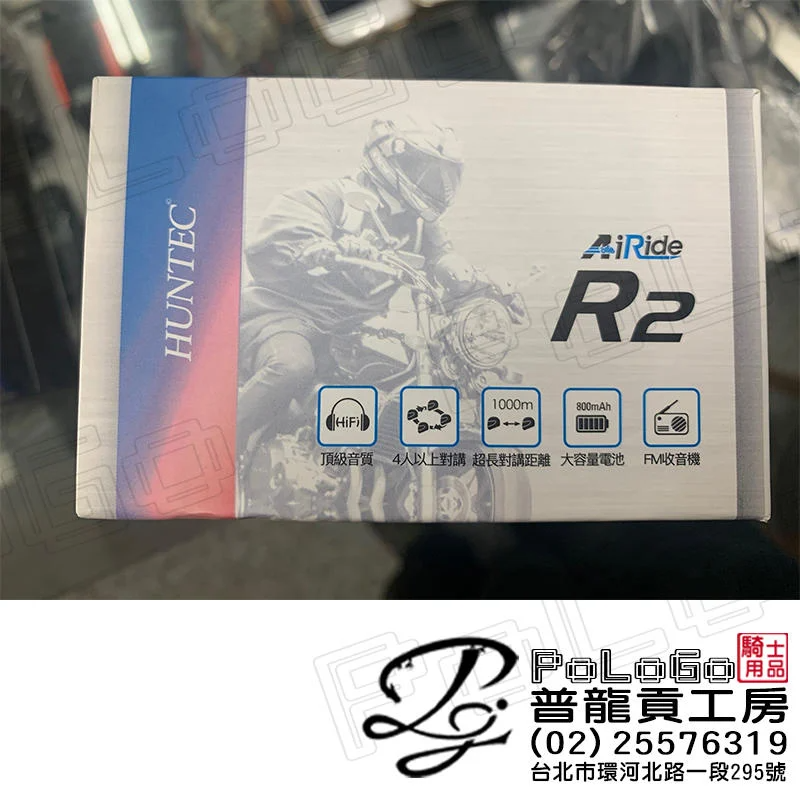 HUNTEC©
AiRide
R2
HiFi
1000m
800mAh
頂級音質
4人以上對講
超長對講距離
大容量電池
FM收音機
PoLoGo
騎士
用品
普龍貢工房
(02)25576319
台北市環河北路一段295號